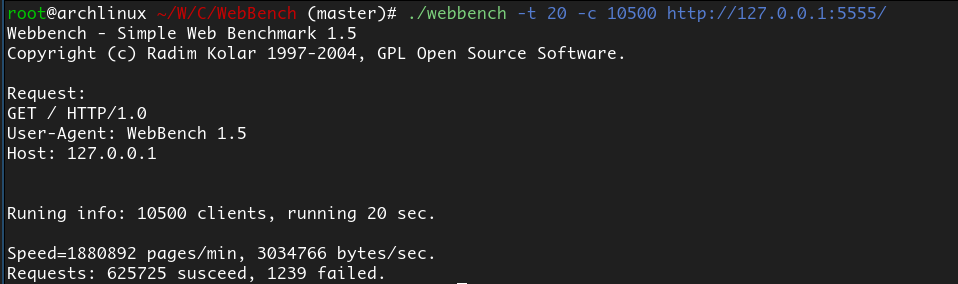 root@archlinux ~/W/C/WebBench (master)# ./webbench -t 20 -c 10500 http://127.0.0.1:5555/
Webbench - Simple Web Benchmark 1.5
Copyright (c) Radim Kolar 1997-2004, GPL Open Source Software.
Request:
GET / HTTP/1.0
User-Agent: WebBench 1.5
Host: 127.0.0.1
Runing info: 10500 clients, running 20 sec.
Speed=1880892 pages/min, 3034766 bytes/sec.
Requests: 625725 susceed, 1239 failed.